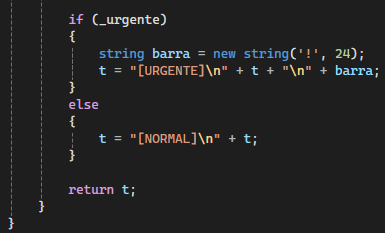 if (_urgente)
{
string barra = new string('!', 24);
t = "[URGENTE]\n" + t + "\n" + barra;
}
else
{
t = "[NORMAL]\n" + t;
}
return t;
}
}